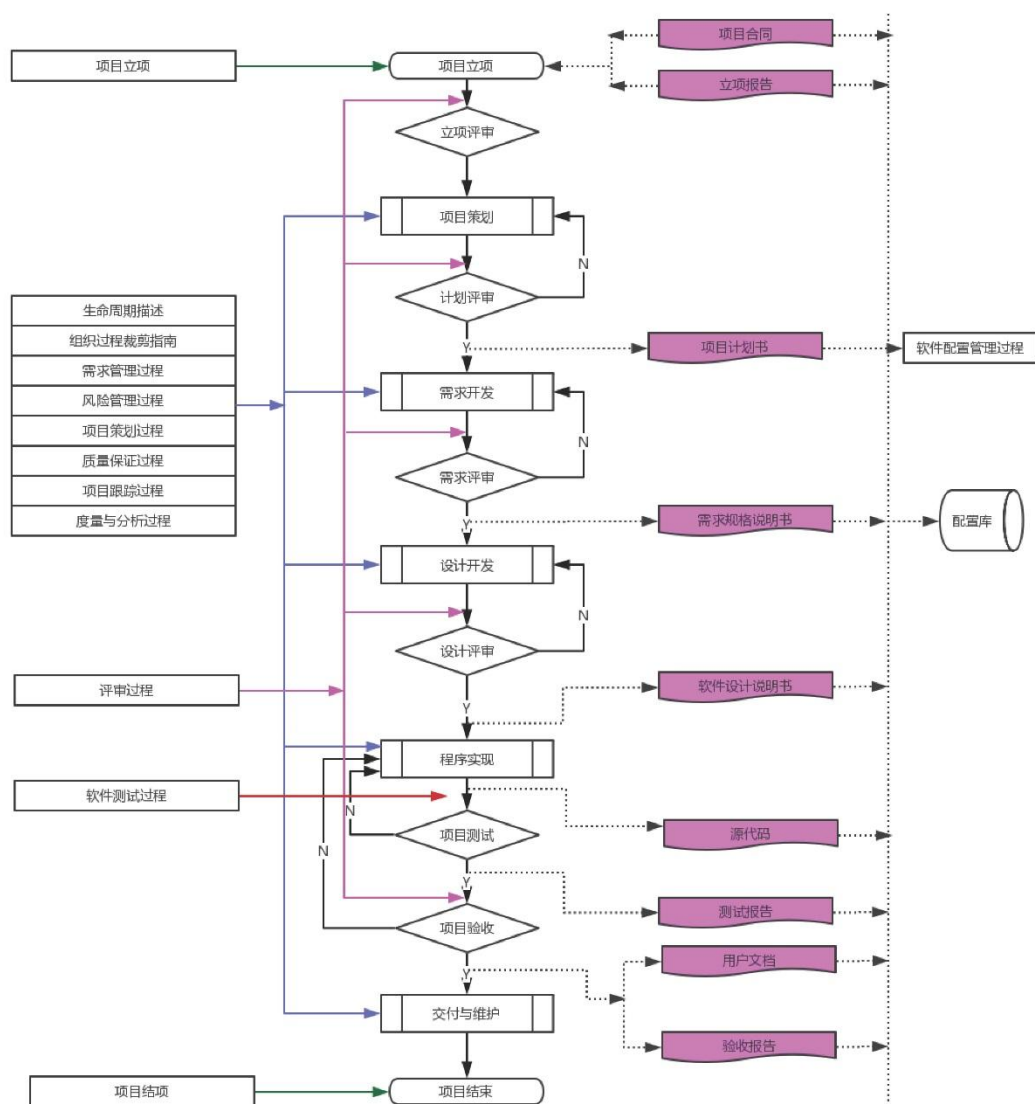 项目合同
项目立项
项目立项
立项报告
立项评审
项目策划
N
计划评审
生命周期描述
组织过程裁剪指南
需求管理过程
风险管理过程
项目策划过程
质量保证过程
项目跟踪过程
度量与分析过程
Y
项目计划书
软件配置管理过程
需求开发
N
需求评审
Y
需求规格说明书
配置库
设计开发
N
设计评审
评审过程
软件设计说明书
Y
程序实现
软件测试过程
N
项目测试
源代码
N
Y
测试报告
项目验收
用户文档
Y
交付与维护
验收报告
项目结项
项目结束